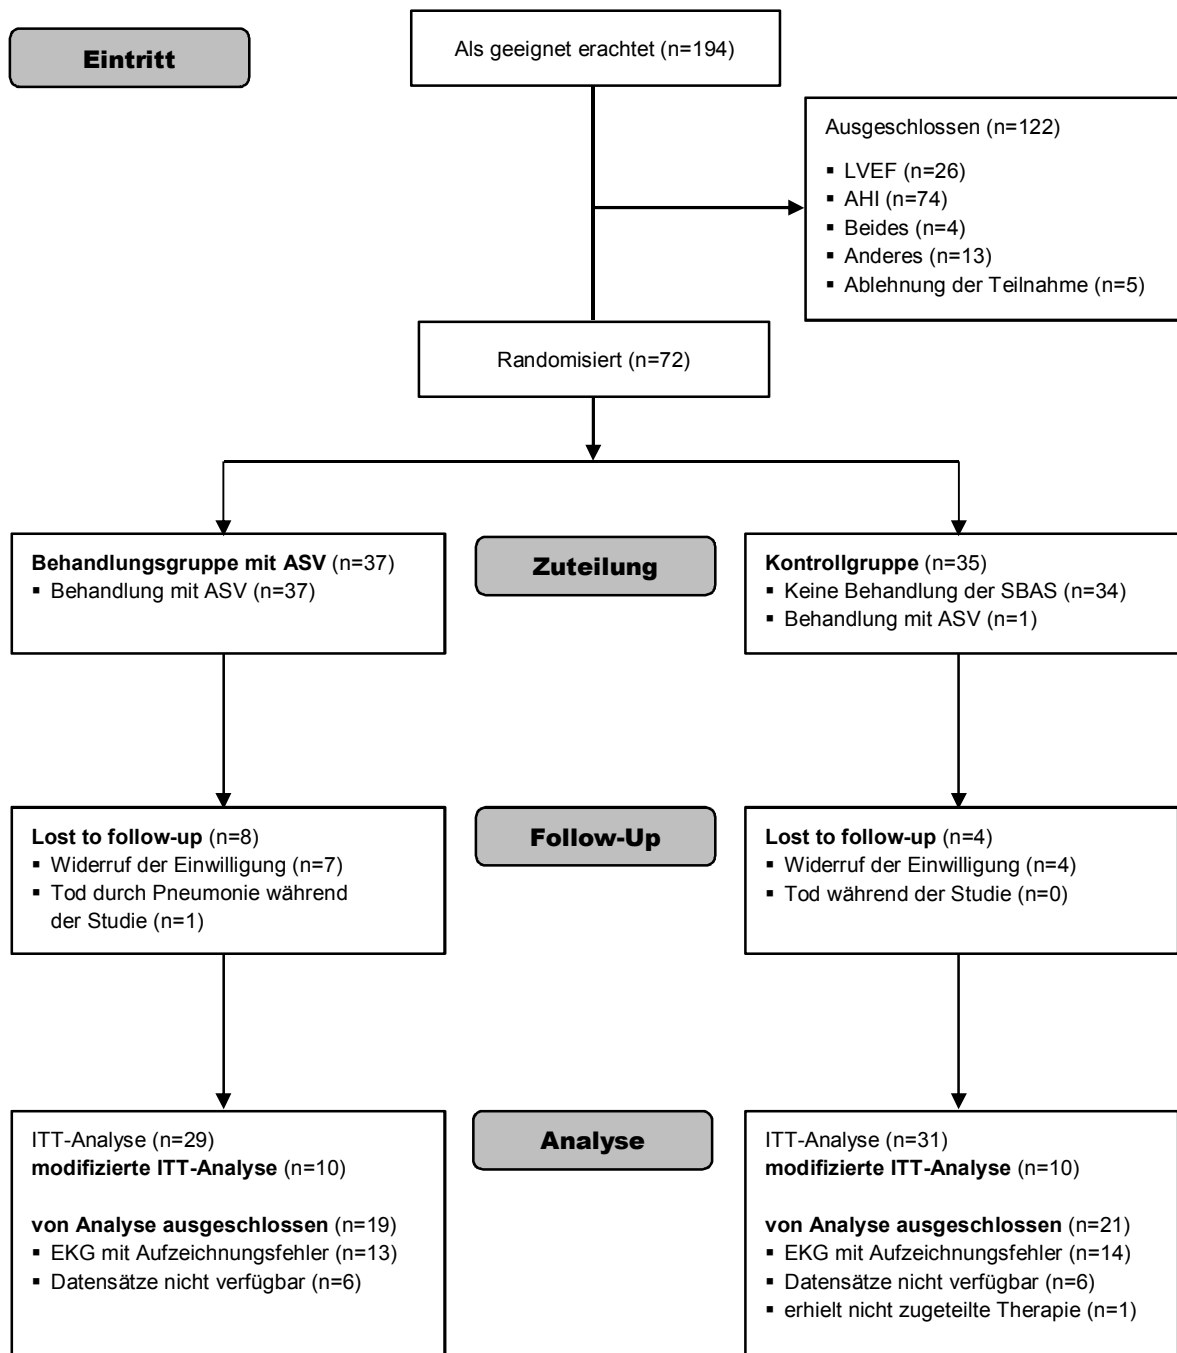 Eintritt
Als geeignet erachtet (n=194)
Ausgeschlossen (n=122)
▪ LVEF (n=26)
▪ AHI (n=74)
▪ Beides (n=4)
▪ Anderes (n=13)
▪ Ablehnung der Teilnahme (n=5)
Randomisiert (n=72)
Behandlungsgruppe mit ASV (n=37)
▪ Behandlung mit ASV (n=37)
Zuteilung
Kontrollgruppe (n=35)
▪ Keine Behandlung der SBAS (n=34)
▪ Behandlung mit ASV (n=1)
Lost to follow-up (n=8)
▪ Widerruf der Einwilligung (n=7)
▪ Tod durch Pneumonie während
der Studie (n=1)
Follow-Up
Lost to follow-up (n=4)
▪ Widerruf der Einwilligung (n=4)
▪ Tod während der Studie (n=0)
ITT-Analyse (n=29)
modifizierte ITT-Analyse (n=10)
von Analyse ausgeschlossen (n=19)
▪ EKG mit Aufzeichnungsfehler (n=13)
▪ Datensätze nicht verfügbar (n=6)
Analyse
ITT-Analyse (n=31)
modifizierte ITT-Analyse (n=10)
von Analyse ausgeschlossen (n=21)
▪ EKG mit Aufzeichnungsfehler (n=14)
▪ Datensätze nicht verfügbar (n=6)
▪ erhielt nicht zugeteilte Therapie (n=1)